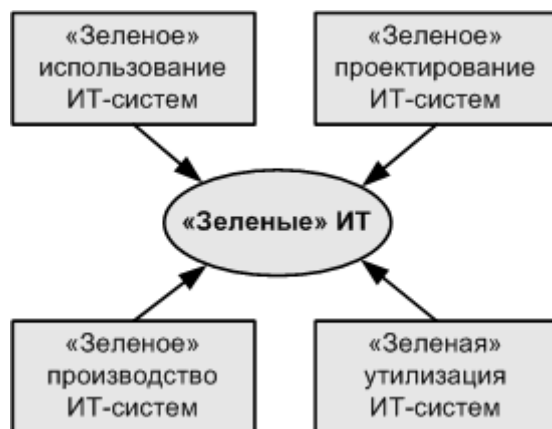 «Зеленое»
использование
ИТ-систем
«Зеленое»
проектирование
ИТ-систем
«Зеленые» ИТ
«Зеленое»
производство
ИТ-систем
«Зеленая»
утилизация
ИТ-систем